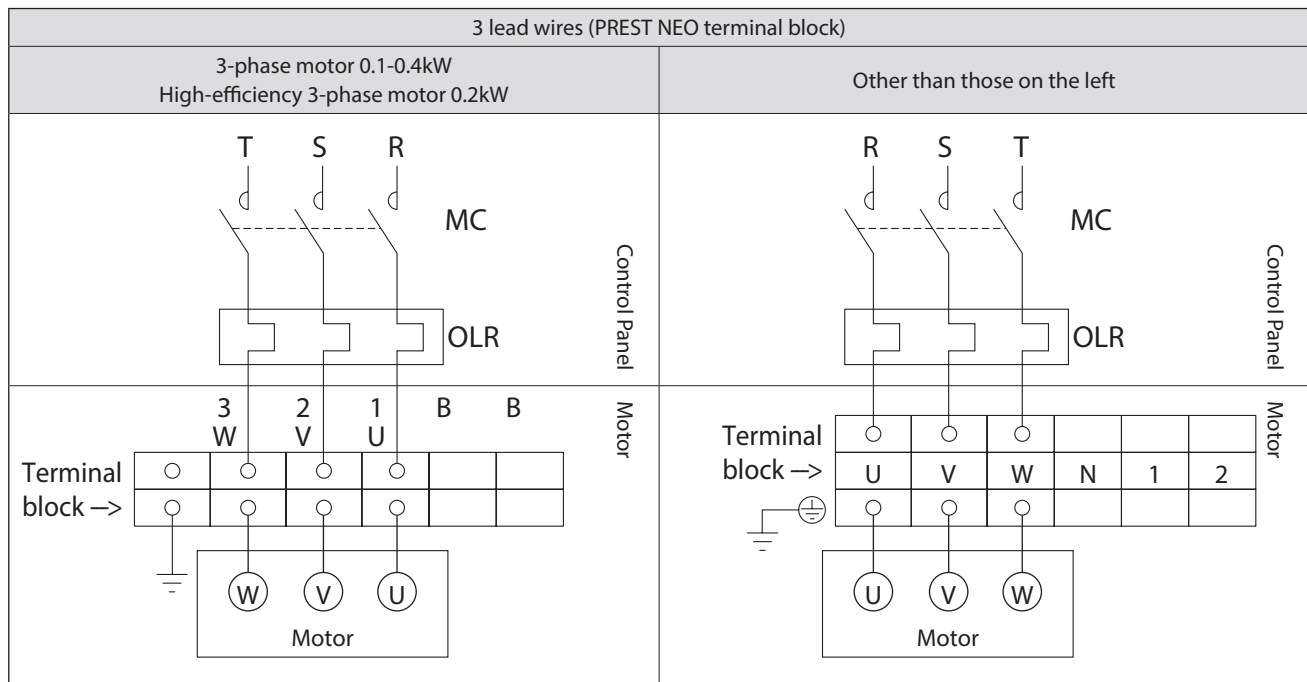 3 lead wires (PREST NEO terminal block)
3-phase motor 0.1-0.4kW
High-efficiency 3-phase motor 0.2kW
T S R
MC
Control Panel
OLR
Motor
3 2 1 B B
W V U
Terminal
block ->
W V U
Motor
Other than those on the left
R S T
MC
Control Panel
OLR
Motor
Terminal
block ->
U V W N 1 2
U V W
Motor